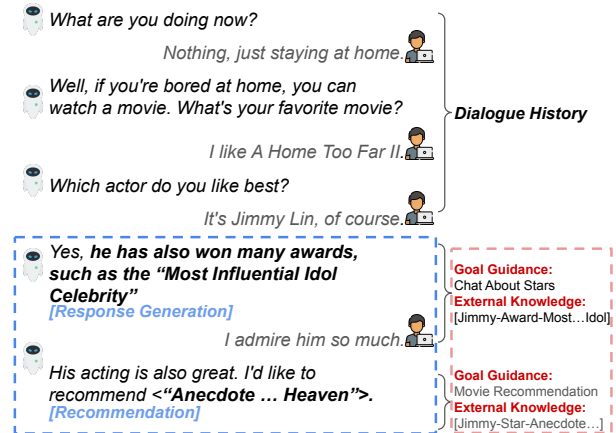 What are you doing now?
Nothing, just staying at home.
Well, if you're bored at home, you can
watch a movie. What's your favorite movie?
Dialogue History
I like A Home Too Far II.
Which actor do you like best?
It's Jimmy Lin, of course.
Yes, he has also won many awards,
such as the “Most Influential Idol
Celebrity”
[Response Generation]
Goal Guidance:
Chat About Stars
External Knowledge:
[Jimmy-Award-Most...Idol]
I admire him so much.
His acting is also great. I'd like to
recommend <“Anecdote ... Heaven”>.
[Recommendation]
Goal Guidance:
Movie Recommendation
External Knowledge:
[Jimmy-Star-Anecdote...]